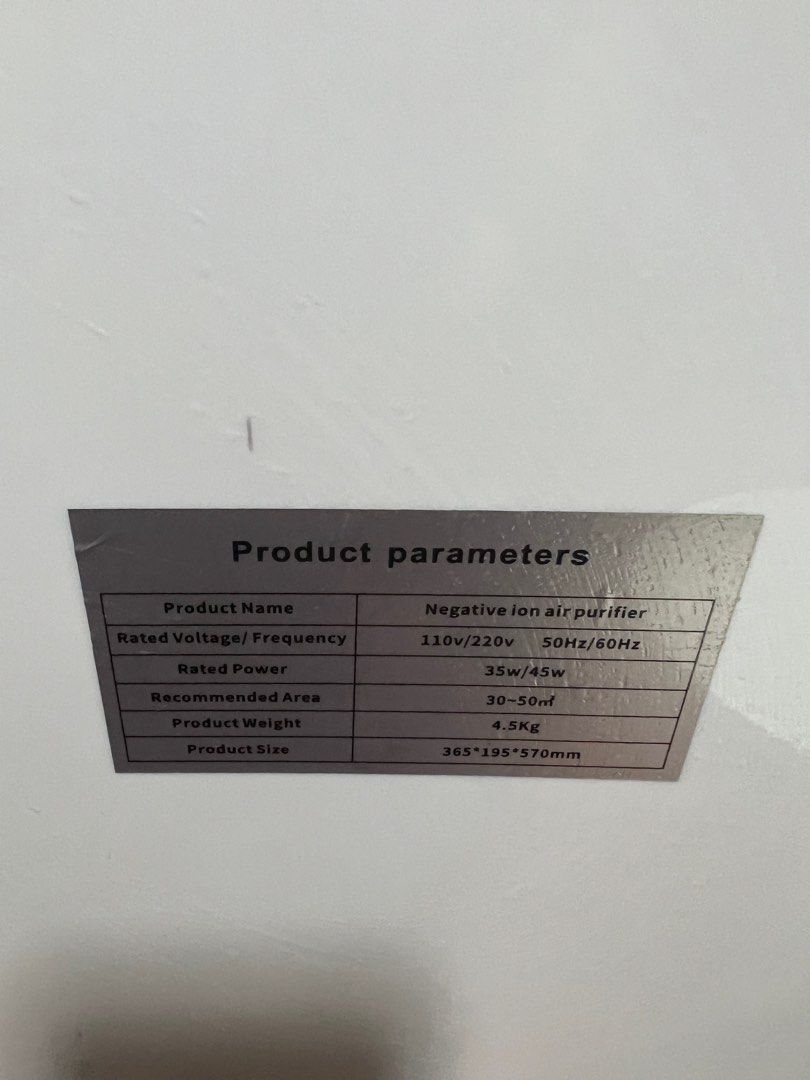 Product parameters
Product Name Negative ion air purifier
Rated Voltage/ Frequency 110v/220v 50Hz/60Hz
Rated Power 35w/45w
Recommended Area 30~50㎡
Product Weight 4.5Kg
Product Size 365*195*570mm